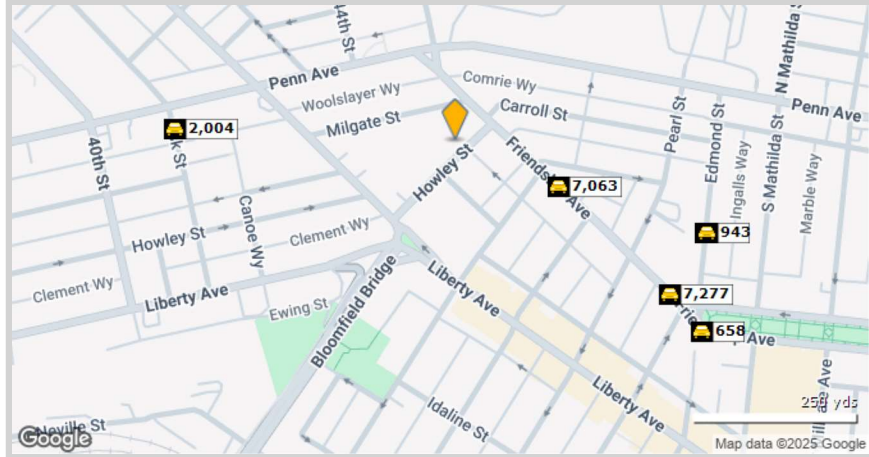 44th St
N Mathilda S
Penn Ave
Comrie Wy
Woolslayer Wy
Carroll St
Penn Ave
Milgate St
2,004
40th St
k St
Howley St
Pearl St
Edmond St
Ingalls Way
S Mathilda St
Marble Way
Friends
Ave
7,063
Canoe Wy
Clement Wy
943
Howley St
Clement Wy
Liberty Ave
Ewing St
Bloomfield Bridge
Liberty Ave
7,277
658
Ave
Idaline St
Liberty Ave
Neville St
250 yds
Google
Map data ©2025 Google